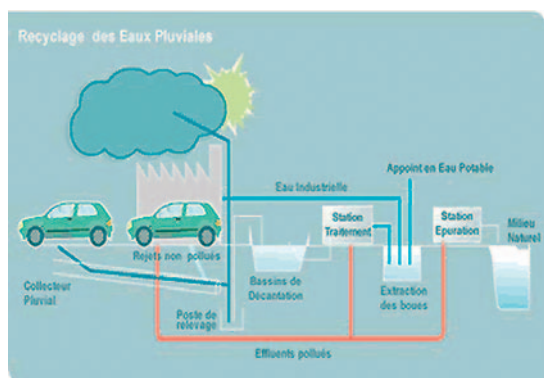 Recyclage des Eaux Pluviales
Appoint en Eau Potable
Eau Industrielle
Station
Traitement
Station
Epuration
Milieu
Naturel
Rejets non pollués
Collecteur
Pluvial
Bassins de
Décantation
Extraction
des boues
Poste de
relevage
Effluents pollués